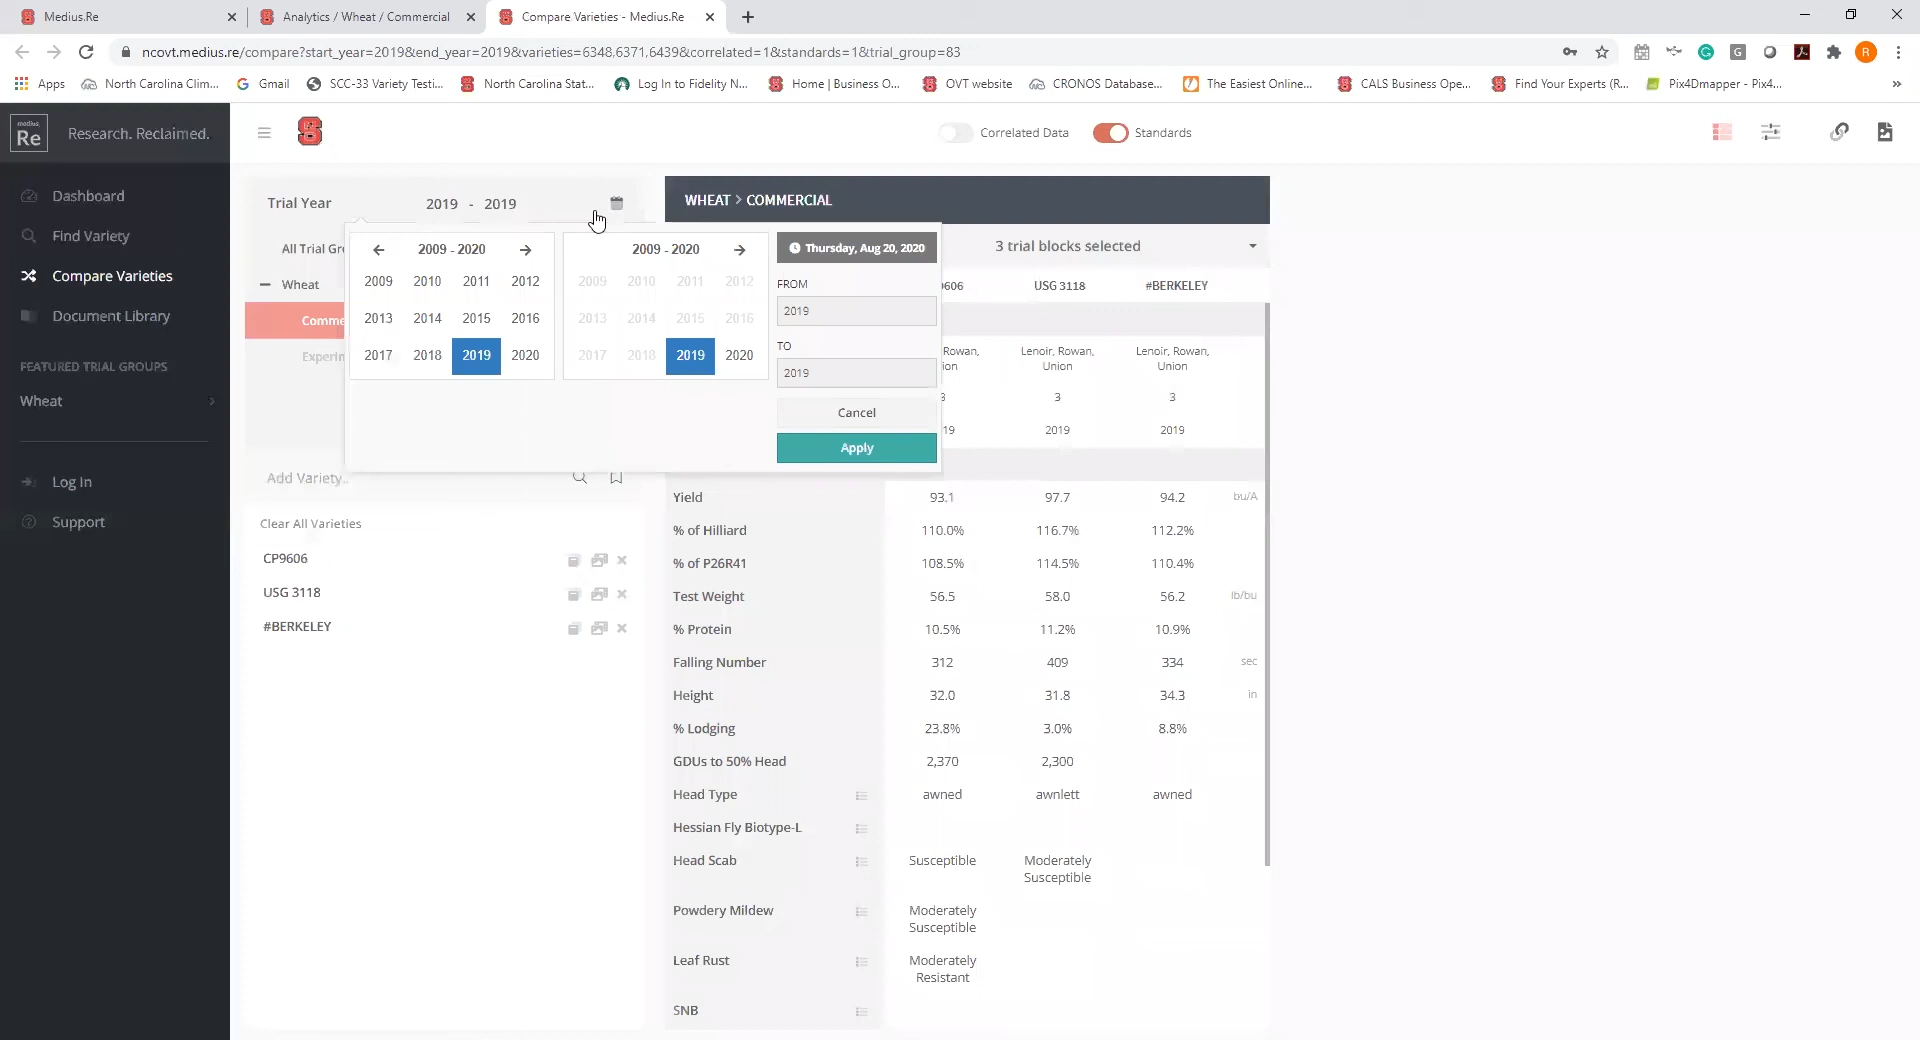 Medius.Re
Analytics / Wheat / Commercial
Compare Varieties - Medius.Re
ncovt.medius.re/compare?start_year=2019&end_year=2019&varieties=6348,6371,6439&correlated=1&standards=1&trial_group=83
Apps
North Carolina Clim...
Gmail
SCC-33 Variety Testi...
North Carolina Stat...
Log In to Fidelity N...
Home | Business O...
OVT website
CRONOS Database...
The Easiest Online...
CALS Business Ope...
Find Your Experts (R...
Pix4Dmapper - Pix4...
»
medius.
Re
Research. Reclaimed.
Correlated Data
Standards
Dashboard
Find Variety
Compare Varieties
Document Library
FEATURED TRIAL GROUPS
Wheat
Log In
Support
Trial Year 2019 - 2019
All Trial Gro
Wheat
Comme
Experin
2009 - 2020
2009 2010 2011 2012
2013 2014 2015 2016
2017 2018 2019 2020
2009 - 2020
2009 2010 2011 2012
2013 2014 2015 2016
2017 2018 2019 2020
Thursday, Aug 20, 2020
FROM
2019
TO
2019
Cancel
Apply
Add Variety..
Clear All Varieties
CP9606
USG 3118
#BERKELEY
WHEAT > COMMERCIAL
3 trial blocks selected
9606 USG 3118 #BERKELEY
Rowan, Lenoir, Rowan, Lenoir, Rowan,
ion Union Union
3 3 3
19 2019 2019
Yield 93.1 97.7 94.2 bu/A
% of Hilliard 110.0% 116.7% 112.2%
% of P26R41 108.5% 114.5% 110.4%
Test Weight 56.5 58.0 56.2 lb/bu
% Protein 10.5% 11.2% 10.9%
Falling Number 312 409 334 sec
Height 32.0 31.8 34.3 in
% Lodging 23.8% 3.0% 8.8%
GDUs to 50% Head 2,370 2,300
Head Type awned awnlett awned
Hessian Fly Biotype-L
Head Scab Susceptible Moderately
Susceptible
Powdery Mildew Moderately
Susceptible
Leaf Rust Moderately
Resistant
SNB